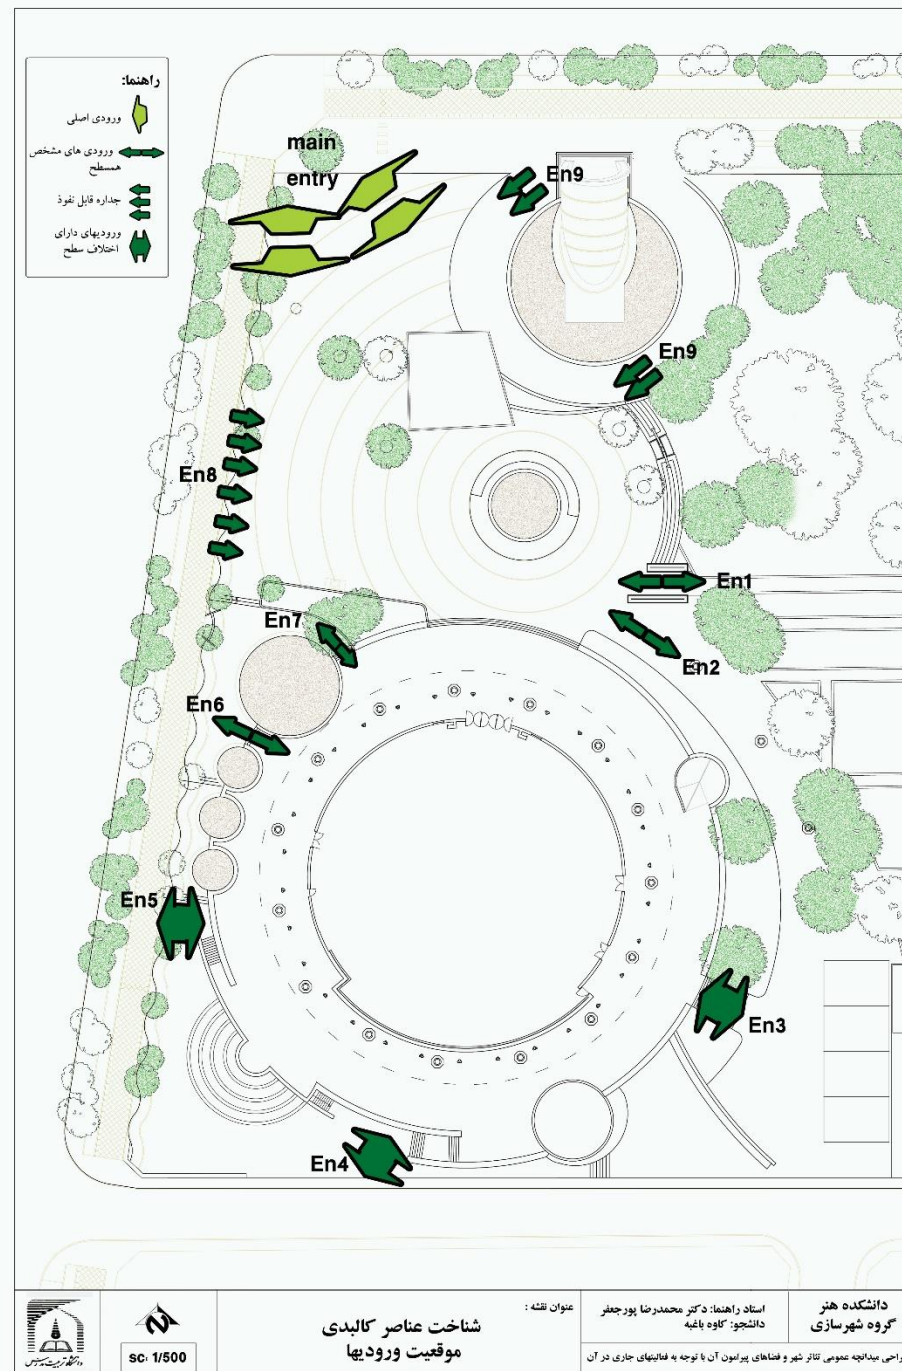 راهنما:
ورودی اصلی
ورودی های مشخص
همسطح
جداره قابل نفوذ
ورودیهای دارای
اختلاف سطح
main
entry
En9
En9
En8
En1
En7
En2
En6
En5
En3
En4
دانشکده هنر
گروه شهرسازی
استاد راهنما: دکتر محمدرضا پورجعفر
دانشجو: کاوه باغبه
عنوان نقشه :
شناخت عناصر کالبدی
موقعیت ورودیها
sc: 1/500
دانشگاه تربیت مدرس
راحی میدانچه عمومی تئاتر شهر و فضاهای پیرامون آن با توجه به فعالیتهای جاری در آن